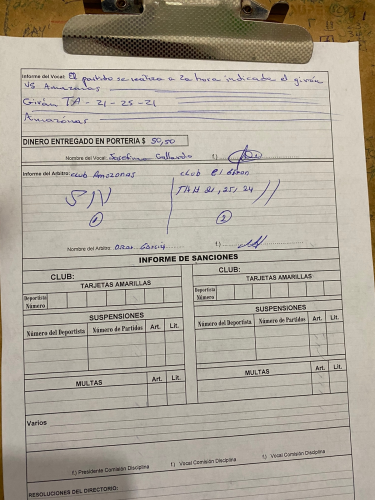 Informe del Vocal: El partido se realiza a la hora indicada el girón
VS Amazonas
Girón TA - 21 - 25 - 21
Amazonas
DINERO ENTREGADO EN PORTERIA $ 50,50
Nombre del Vocal: Josefina Gallardo f.)
Informe del Arbitro: club Amazonas club El Giron
S/N TAH 21, 25, 24
① ②
Nombre del Arbitro: Oscar García f.)
INFORME DE SANCIONES
CLUB: CLUB:
TARJETAS AMARILLAS TARJETAS AMARILLAS
Deportista Número Deportista Número
SUSPENSIONES SUSPENSIONES
Número del Deportista Número de Partidos Art. Lit. Número del Deportista Número de Partidos Art. Lit.
MULTAS Art. Lit. MULTAS Art. Lit.
Varios
f.) Presidente Comisión Disciplina f.) Vocal Comisión Disciplina f.) Vocal Comisión Disciplina
RESOLUCIONES DEL DIRECTORIO: